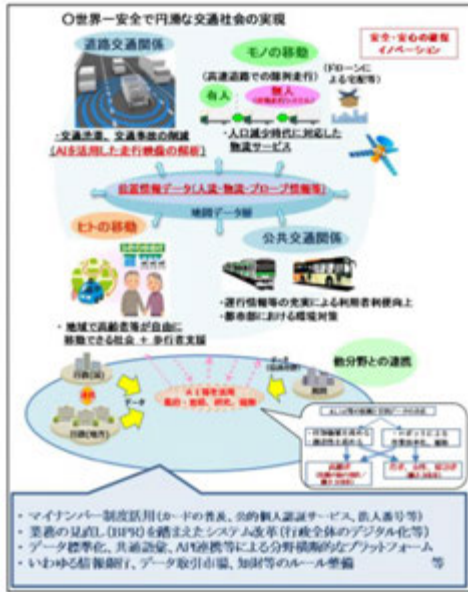 〇世界一安全で円滑な交通社会の実現
安全・安心の確保
イノベーション
道路交通関係
モノの移動
(ドローンに
よる宅配等)
(高速道路での隊列走行)
有人
無人
・交通渋滞、交通事故の削減
(AIを活用した走行映像の解析)
・人口減少時代に対応した
物流サービス
位置情報データ(人流・物流・プローブ情報等)
地図データ層
ヒトの移動
公共交通関係
・運行情報等の充実による利用者利便向上
・都市部における環境対策
・地域で高齢者等が自由に
移動できる社会 + 歩行者支援
他分野との連携
行政(国)
データ
データ
行政(地方)
民間
・マイナンバー制度活用(カードの普及、公的個人認証サービス、法人番号等)
・業務の見直し(BPR)を踏まえたシステム改革(行政全体のデジタル化等)
・データ標準化、共通語彙、API連携等による分野横断的なプラットフォーム
・いわゆる情報銀行、データ取引市場、知財等のルール整備 等